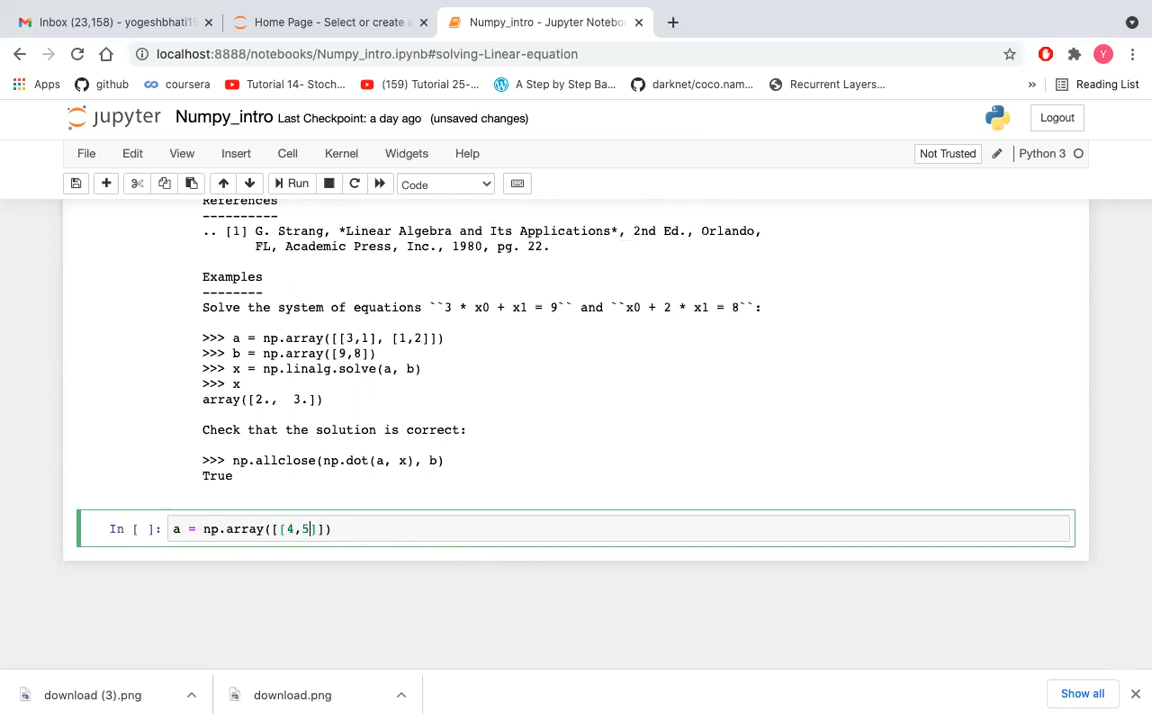 Inbox (23,158) - yogeshbhati15
Home Page - Select or create a
Numpy_intro - Jupyter Notebo
localhost:8888/notebooks/Numpy_intro.ipynb#solving-Linear-equation
Apps github coursera Tutorial 14- Stoch... (159) Tutorial 25-... A Step by Step Ba... darknet/coco.nam... Recurrent Layers... » Reading List
jupyter Numpy_intro Last Checkpoint: a day ago (unsaved changes) Logout
File Edit View Insert Cell Kernel Widgets Help Not Trusted Python 3
Run Code
References
----------
.. [1] G. Strang, *Linear Algebra and Its Applications*, 2nd Ed., Orlando,
FL, Academic Press, Inc., 1980, pg. 22.
Examples
--------
Solve the system of equations ``3 * x0 + x1 = 9`` and ``x0 + 2 * x1 = 8``:
>>> a = np.array([[3,1], [1,2]])
>>> b = np.array([9,8])
>>> x = np.linalg.solve(a, b)
>>> x
array([2.,  3.])
Check that the solution is correct:
>>> np.allclose(np.dot(a, x), b)
True
In [ ]: a = np.array([[4,5]])
download (3).png download.png Show all